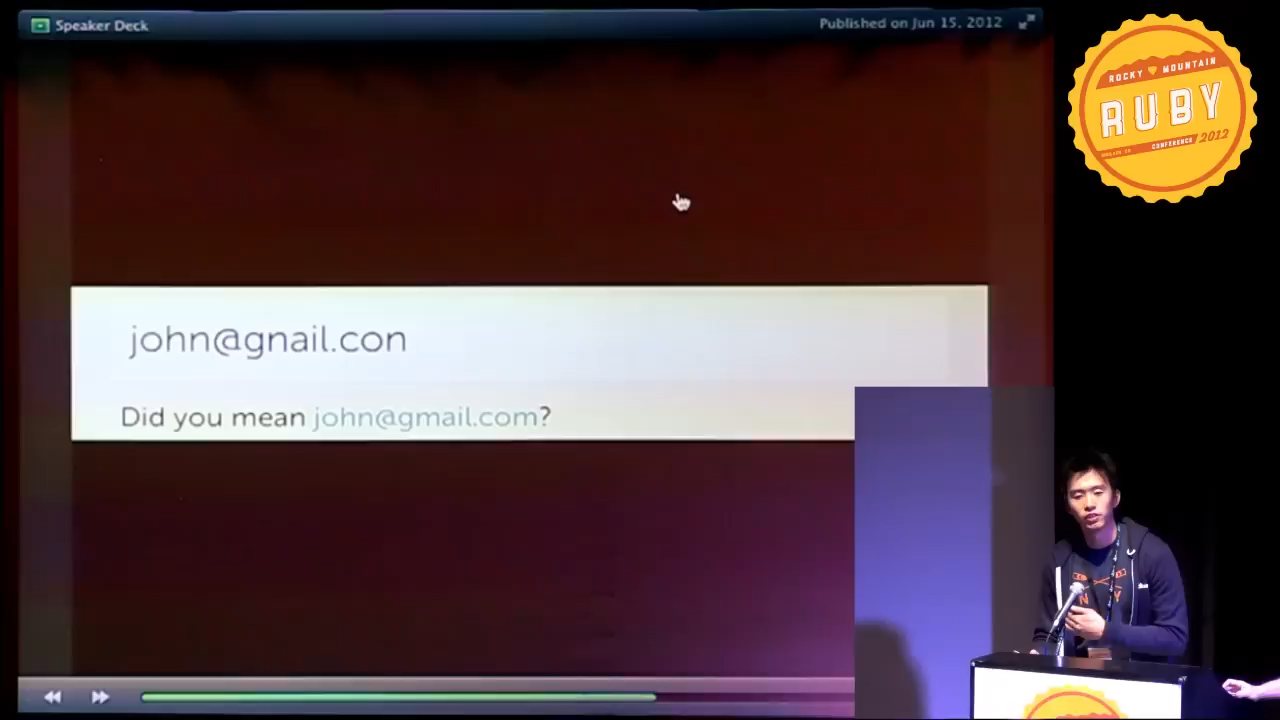 Speaker Deck
Published on Jun 15, 2012
ROCKY MOUNTAIN
RUBY
CONFERENCE 2012
john@gnail.con
Did you mean john@gmail.com?